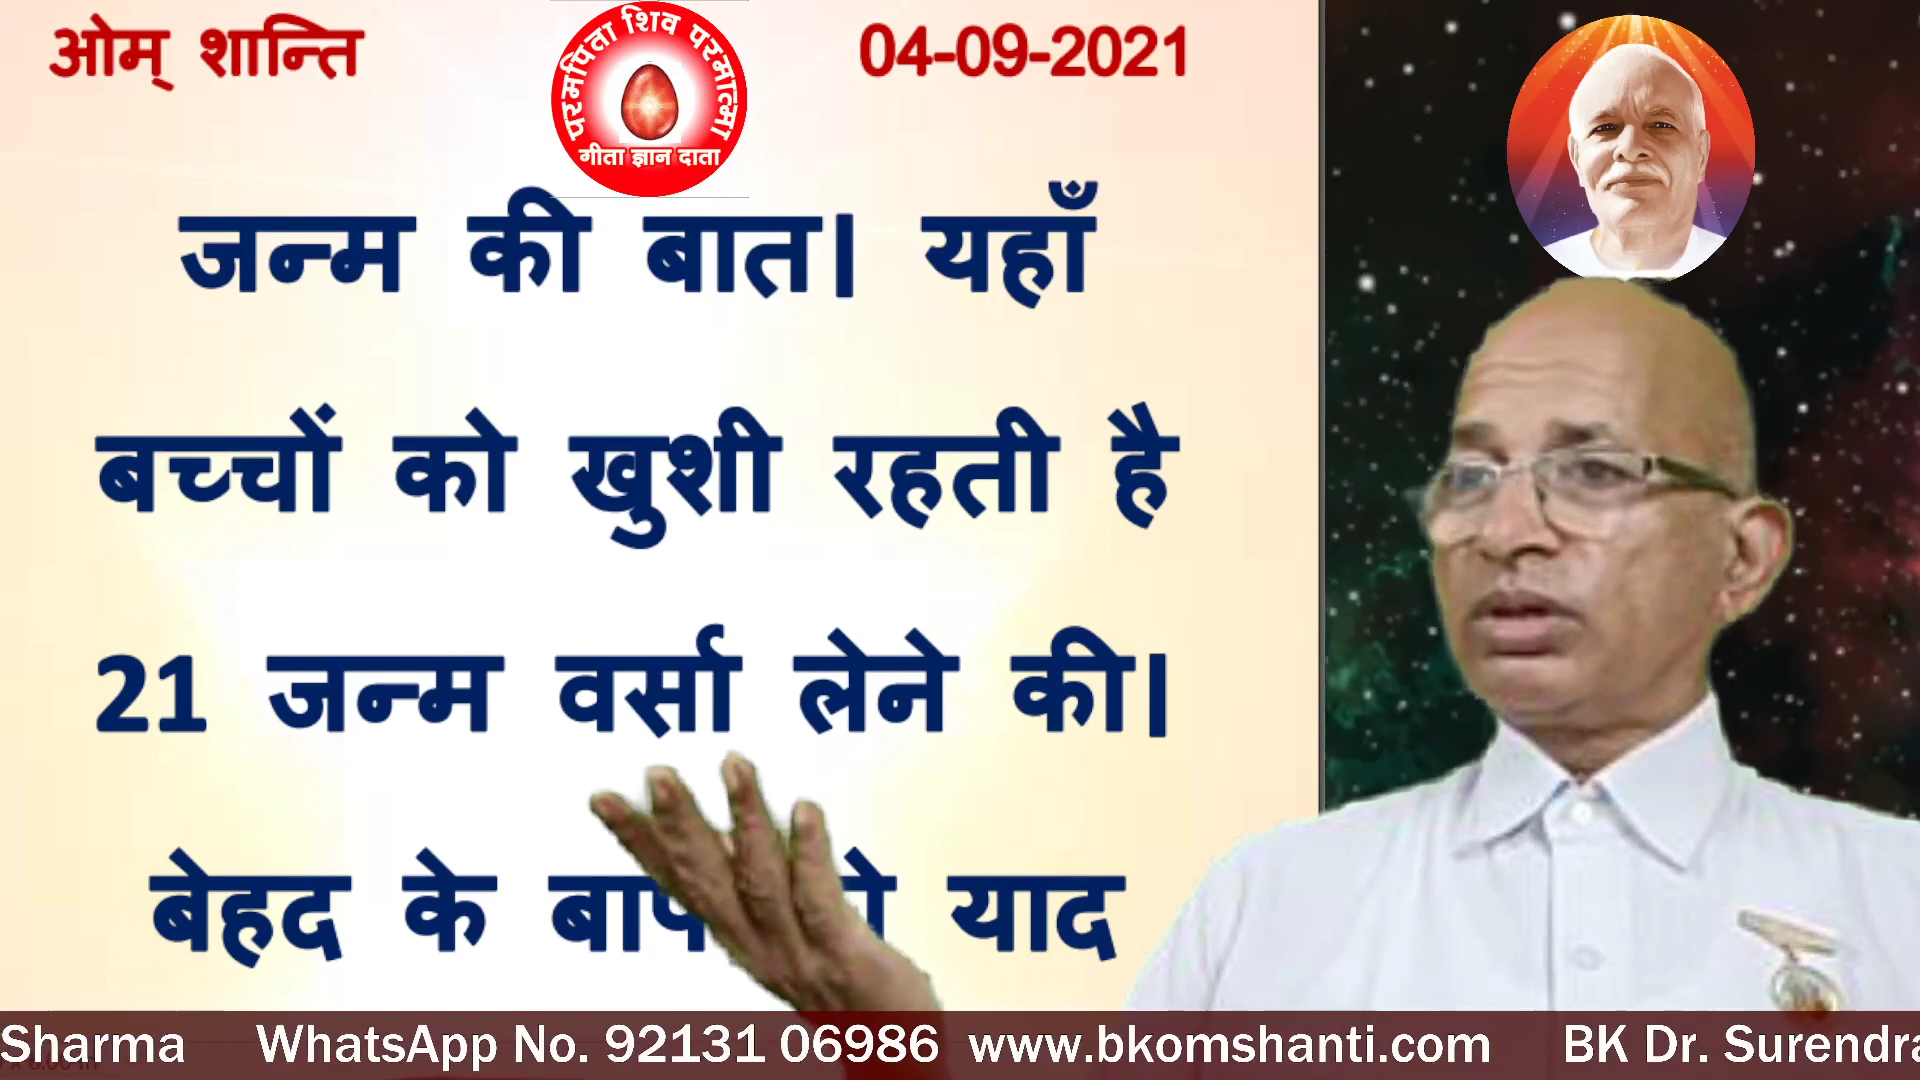 ओम् शान्ति
परमपिता शिव परमात्मा
गीता ज्ञान दाता
04-09-2021
जन्म की बात। यहाँ
बच्चों को खुशी रहती है
21 जन्म वर्सा लेने की।
बेहद के याद
Sharma WhatsApp No. 92131 06986 www.bkomshanti.com BK Dr. Surendra